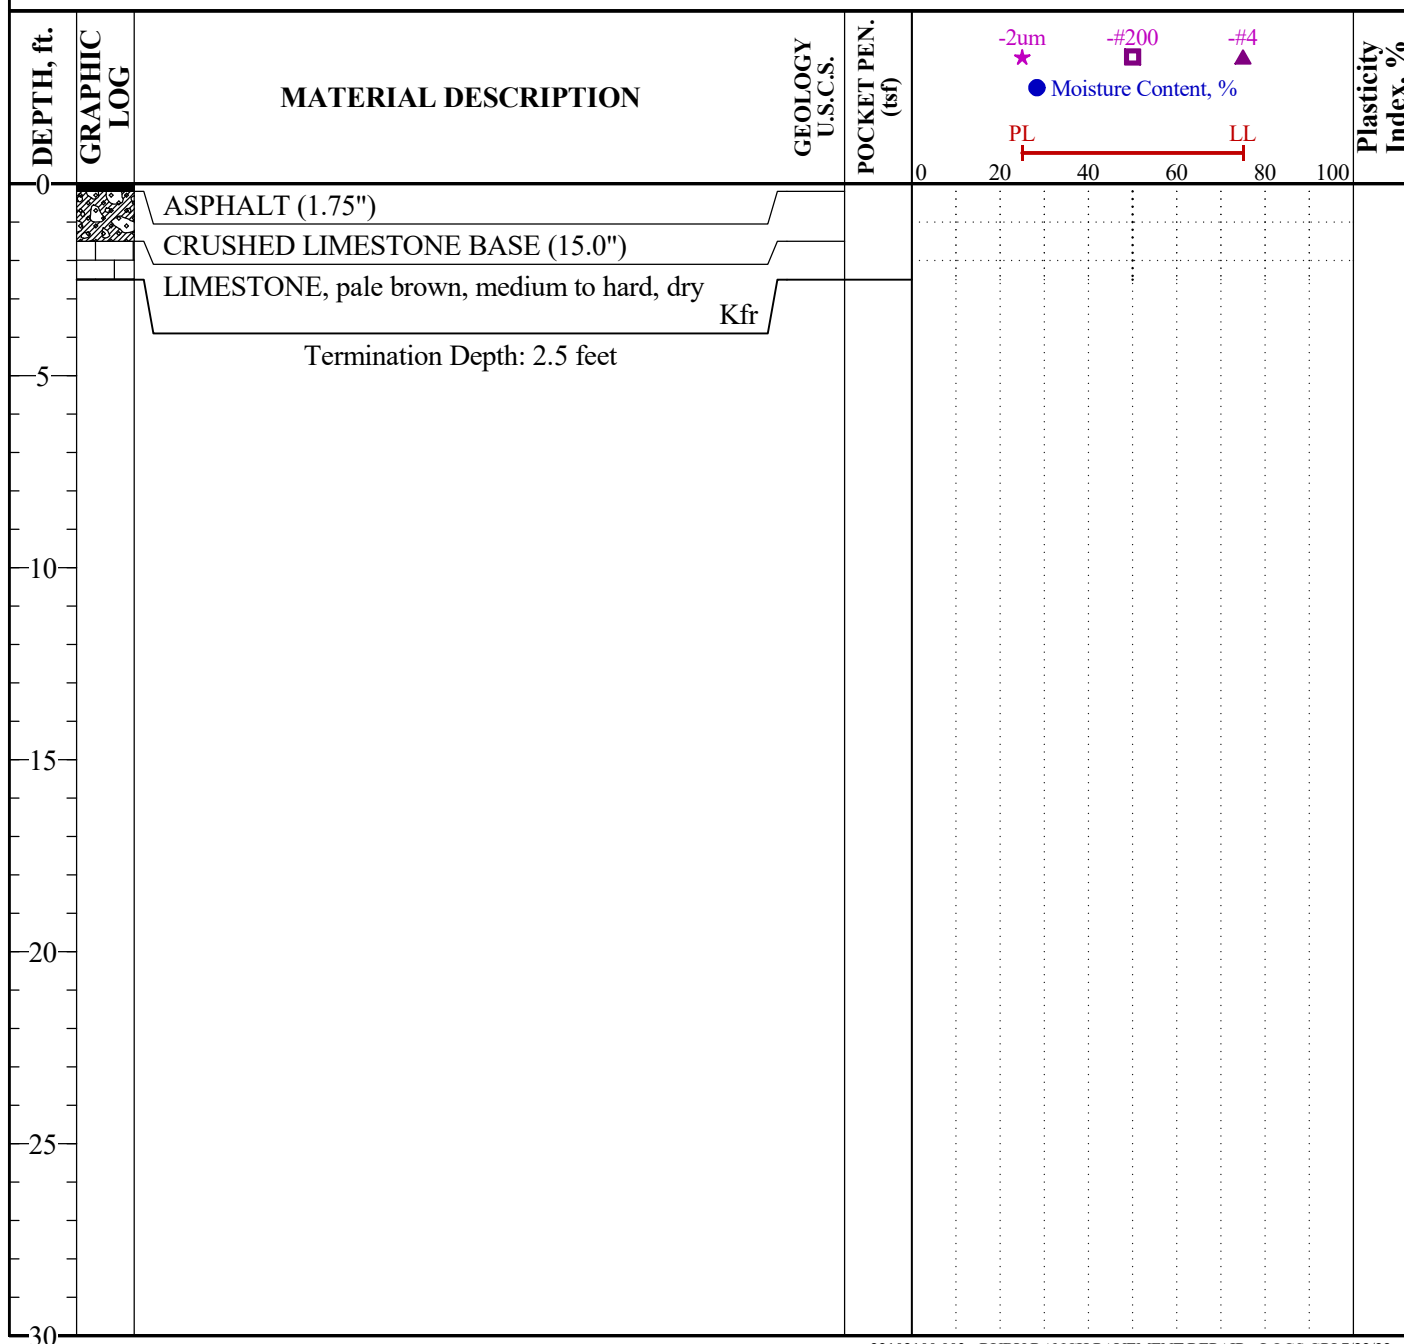 DEPTH, ft.
GRAPHIC
LOG
MATERIAL DESCRIPTION
GEOLOGY
U.S.C.S.
POCKET PEN.
(tsf)
-2um -#200 -#4
Moisture Content, %
PL LL
0 20 40 60 80 100
Plasticity
Index, %
0
ASPHALT (1.75")
CRUSHED LIMESTONE BASE (15.0")
LIMESTONE, pale brown, medium to hard, dry
Kfr
Termination Depth: 2.5 feet
5
10
15
20
25
30